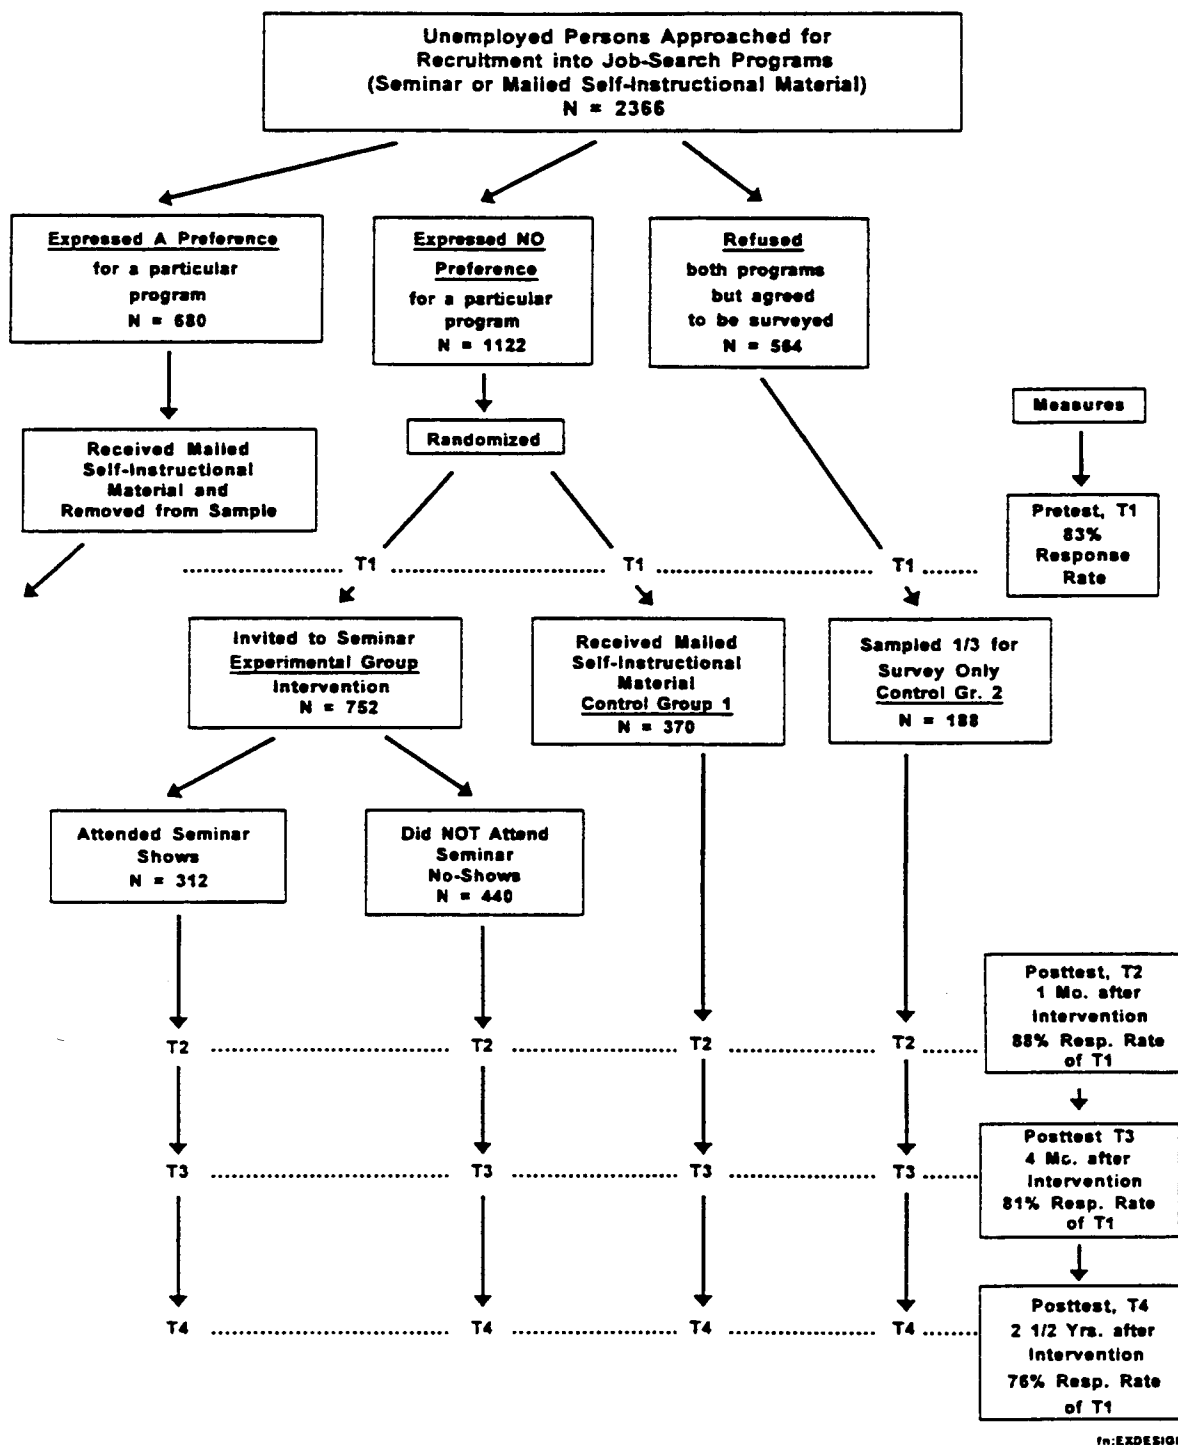 Unemployed Persons Approached for
Recruitment into Job-Search Programs
(Seminar or Mailed Self-Instructional Material)
N = 2366
Expressed A Preference
for a particular
program
N = 680
Expressed NO
Preference
for a particular
program
N = 1122
Refused
both programs
but agreed
to be surveyed
N = 564
Measures
Received Mailed
Self-Instructional
Material and
Removed from Sample
Randomized
Pretest, T1
83%
Response
Rate
T1 T1 T1
Invited to Seminar
Experimental Group
Intervention
N = 752
Received Mailed
Self-Instructional
Material
Control Group 1
N = 370
Sampled 1/3 for
Survey Only
Control Gr. 2
N = 188
Attended Seminar
Shows
N = 312
Did NOT Attend
Seminar
No-Shows
N = 440
Posttest, T2
1 Mo. after
Intervention
88% Resp. Rate
of T1
T2 T2 T2 T2
Posttest T3
4 Mo. after
Intervention
81% Resp. Rate
of T1
T3 T3 T3 T3
Posttest, T4
2 1/2 Yrs. after
Intervention
76% Resp. Rate
of T1
T4 T4 T4 T4
fn:EXDESIG